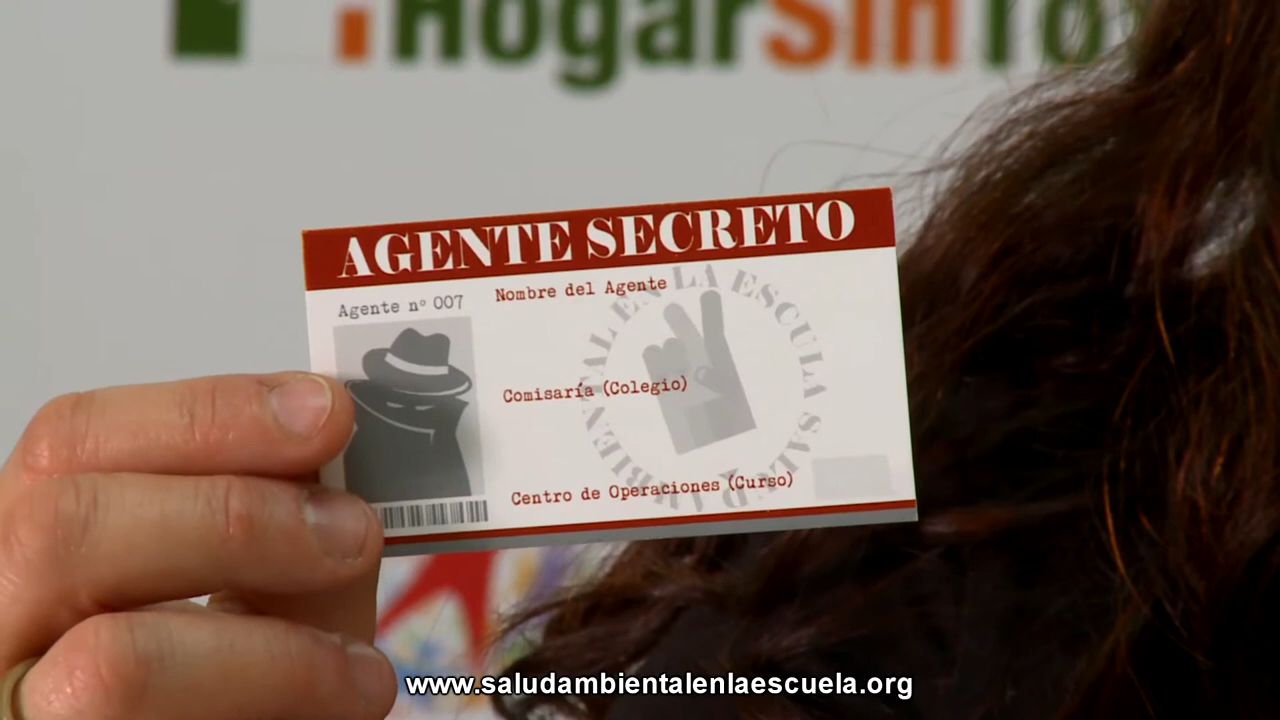 HogarSinTó
AGENTE SECRETO
Agente nº 007
Nombre del Agente
Comisaría (Colegio)
Centro de Operaciones (Curso)
SALUD AMBIENTAL EN LA ESCUELA
www.saludambientalenlaescuela.org